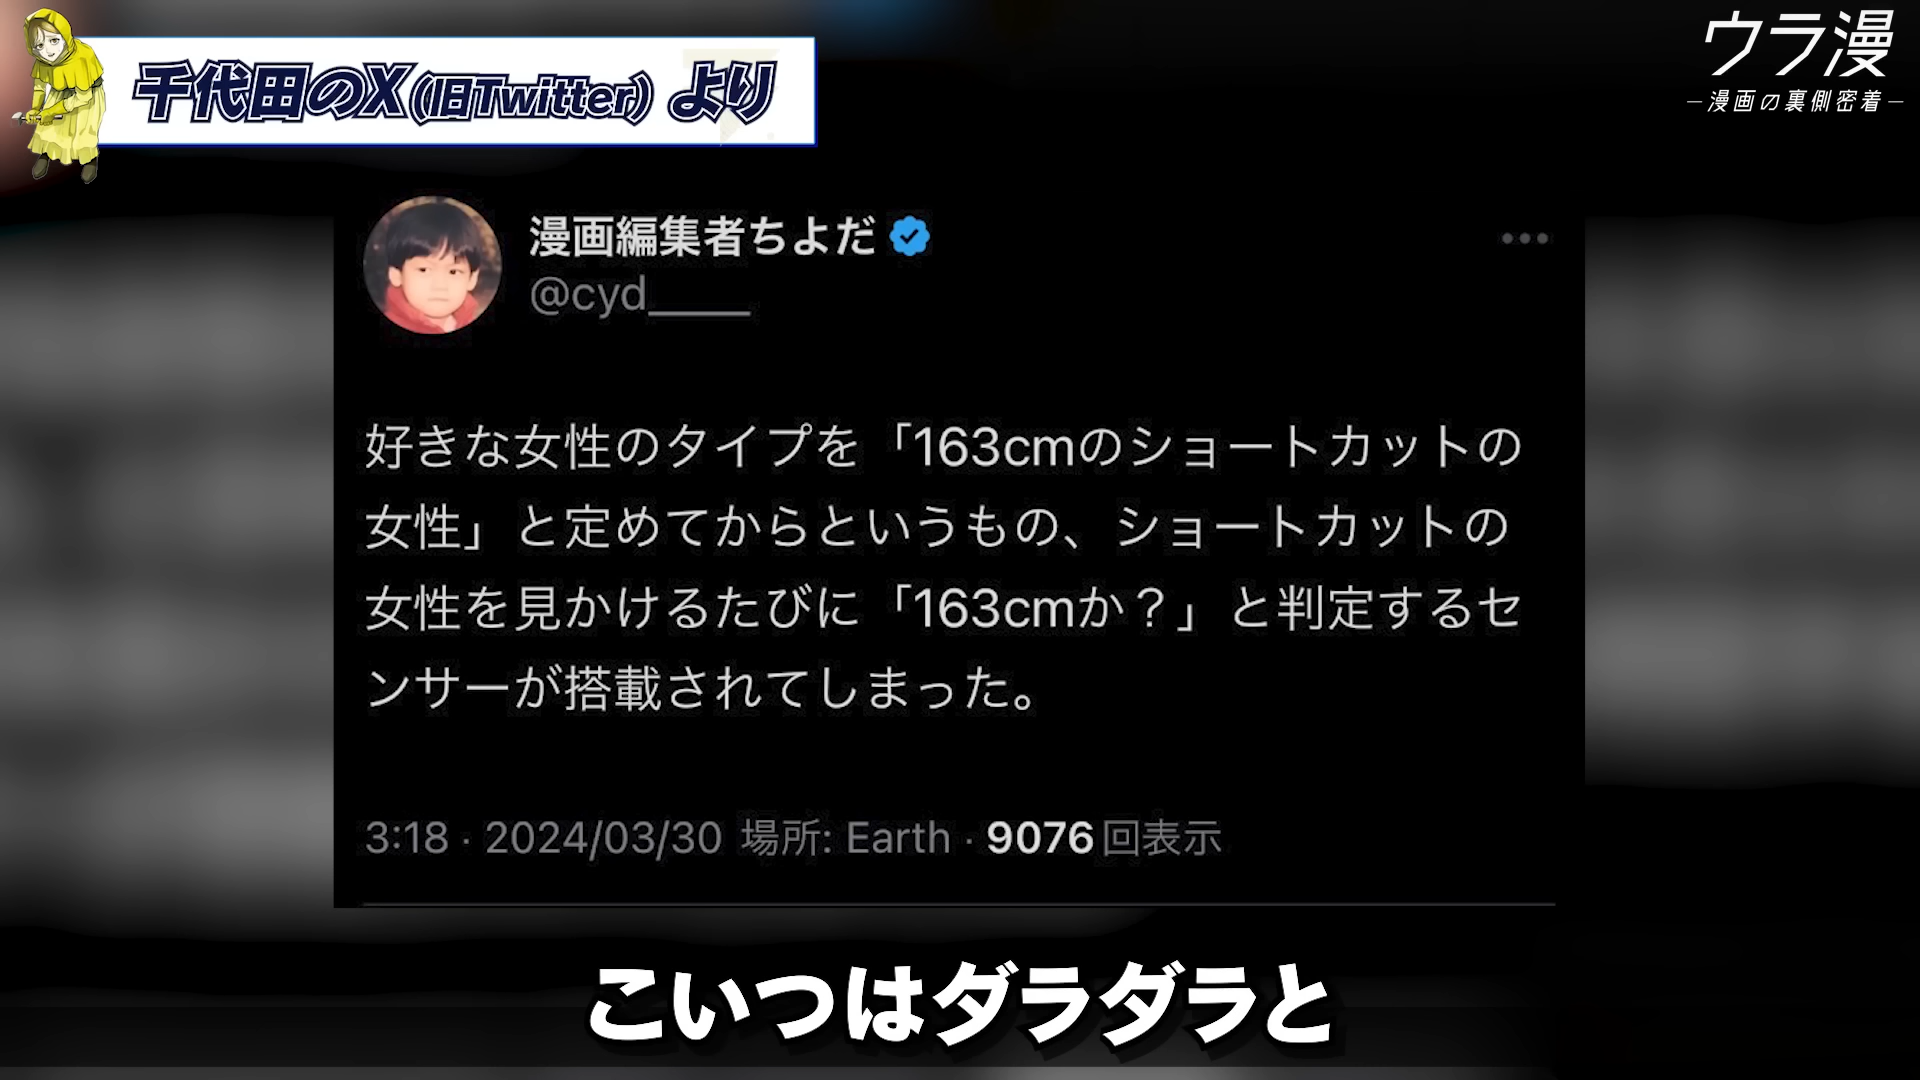 千代田のX(旧Twitter)より
ウラ漫
―漫画の裏側密着―
漫画編集者ちよだ
@cyd_____
好きな女性のタイプを「163cmのショートカットの
女性」と定めてからというもの、ショートカットの
女性を見かけるたびに「163cmか？」と判定するセ
ンサーが搭載されてしまった。
3:18 · 2024/03/30 場所: Earth · 9076回表示
こいつはダラダラと